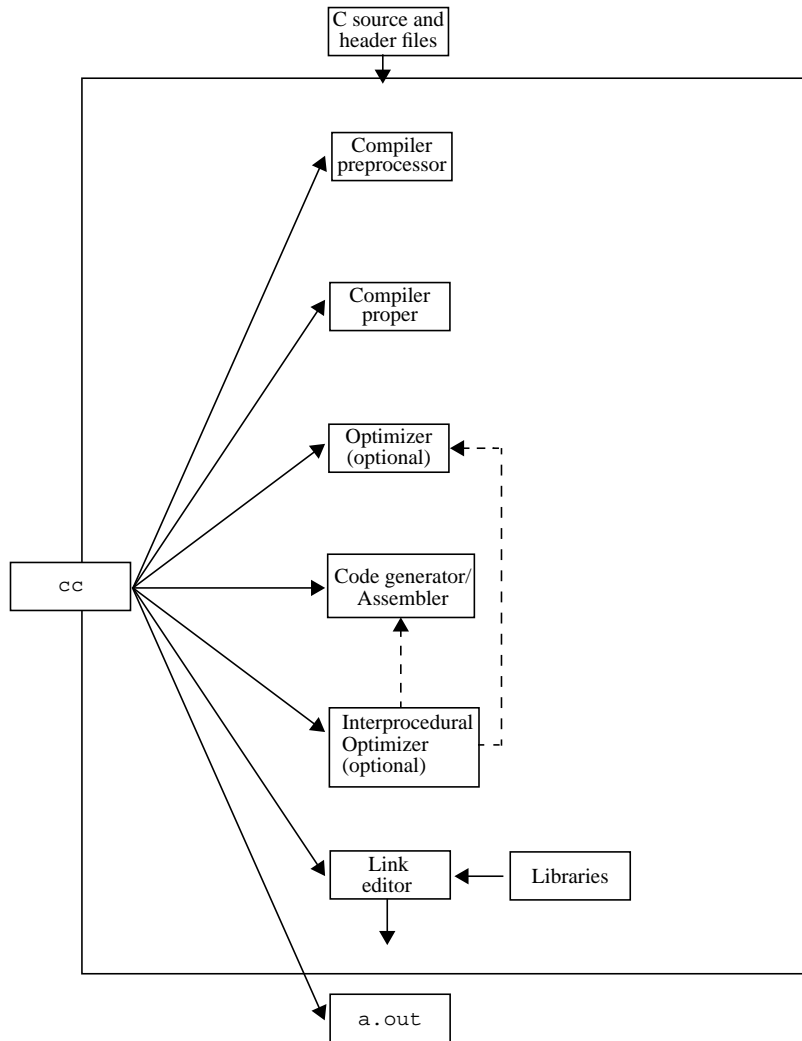 C source and
header files
Compiler
preprocessor
Compiler
proper
Optimizer
(optional)
cc
Code generator/
Assembler
Interprocedural
Optimizer
(optional)
Link
editor
Libraries
a.out